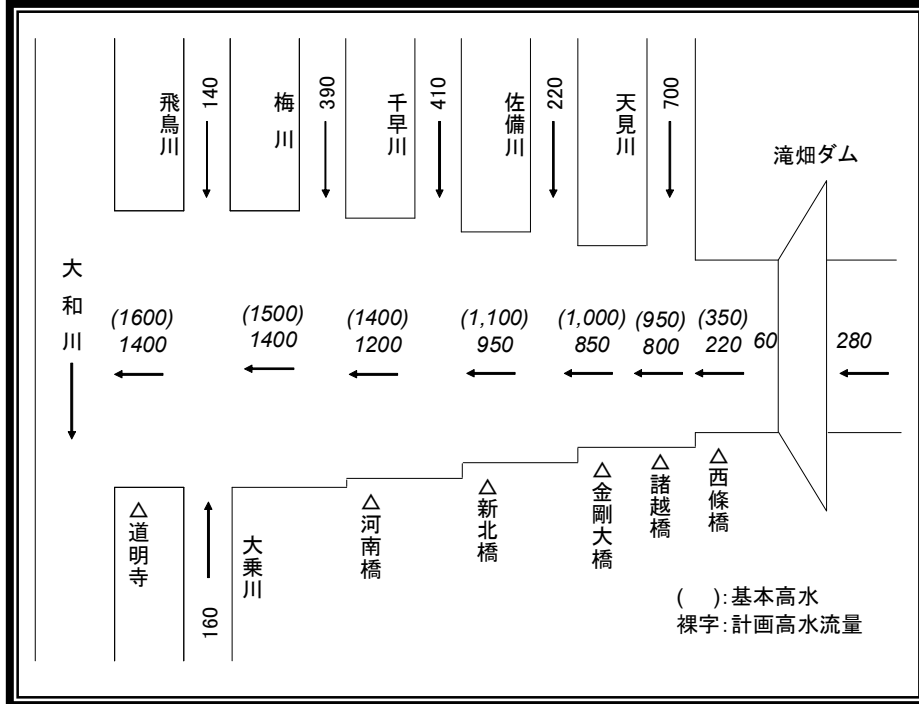 飛鳥川
140
梅川
390
千早川
410
佐備川
220
天見川
700
滝畑ダム
大和川
(1600)
1400
(1500)
1400
(1400)
1200
(1,100)
950
(1,000)
850
(950)
800
(350)
220
60
280
△道明寺
160
大乗川
△河南橋
△新北橋
△金剛大橋
△諸越橋
△西條橋
(　):基本高水
裸字:計画高水流量